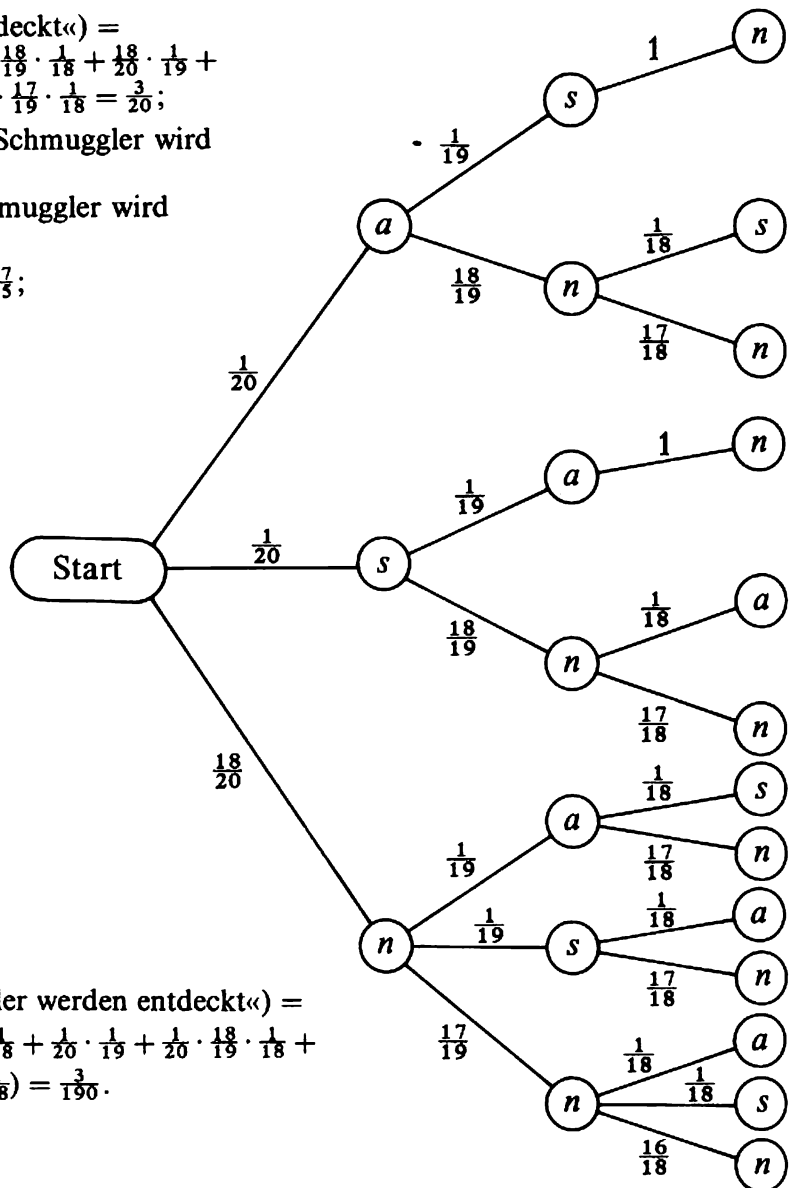 deckt«) =
18/19 · 1/18 + 18/20 · 1/19 +
· 17/19 · 1/18 = 3/20;
Schmuggler wird
muggler wird
7/5;
1
n
s
1/19
a
1/18
s
18/19
n
17/18
n
1/20
1
n
a
1/19
Start
1/20
s
1/18
a
18/19
n
17/18
n
18/20
1/18
s
a
1/19
17/18
n
1/18
a
n
1/19
s
17/18
n
ler werden entdeckt«) =
1/8 + 1/20 · 1/19 + 1/20 · 18/19 · 1/18 +
8) = 3/190.
17/19
1/18
a
n
1/18
s
16/18
n